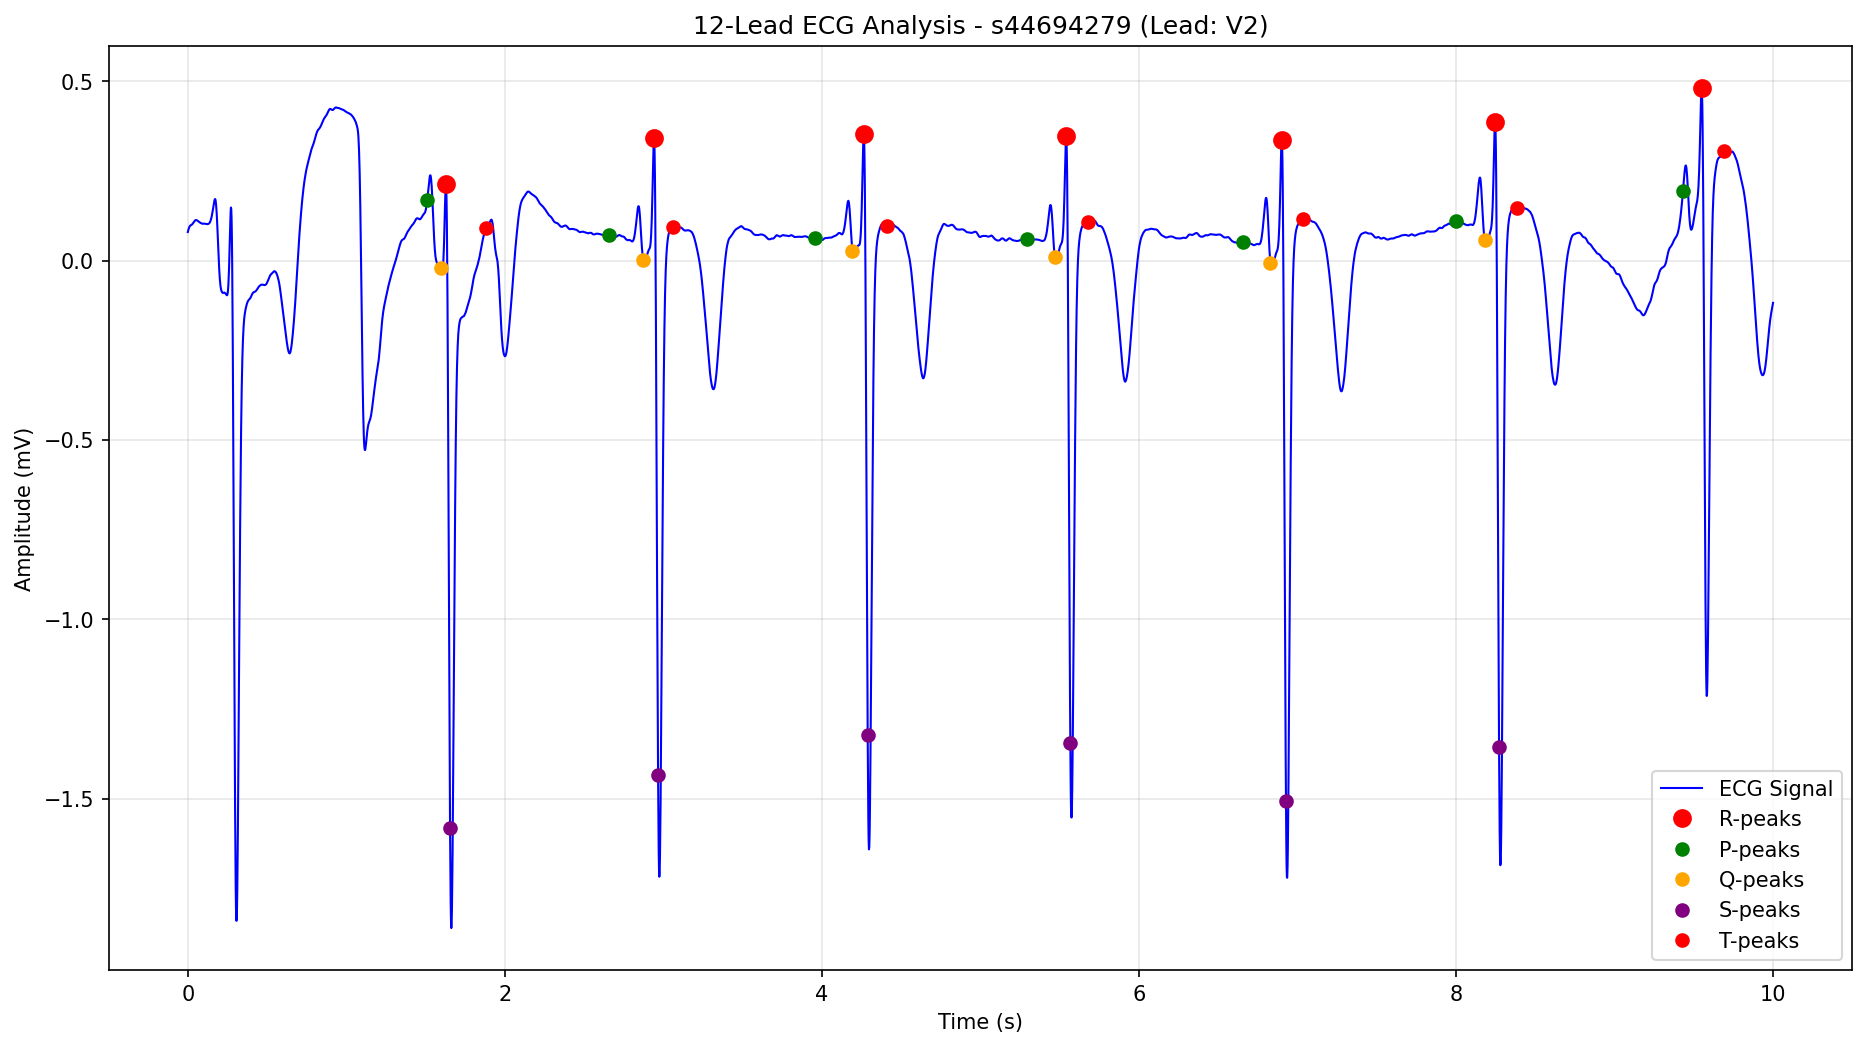 12-Lead ECG Analysis - s44694279 (Lead: V2)
Amplitude (mV)
0.5
0.0
−0.5
−1.0
−1.5
0
2
4
6
8
10
Time (s)
ECG Signal
R-peaks
P-peaks
Q-peaks
S-peaks
T-peaks